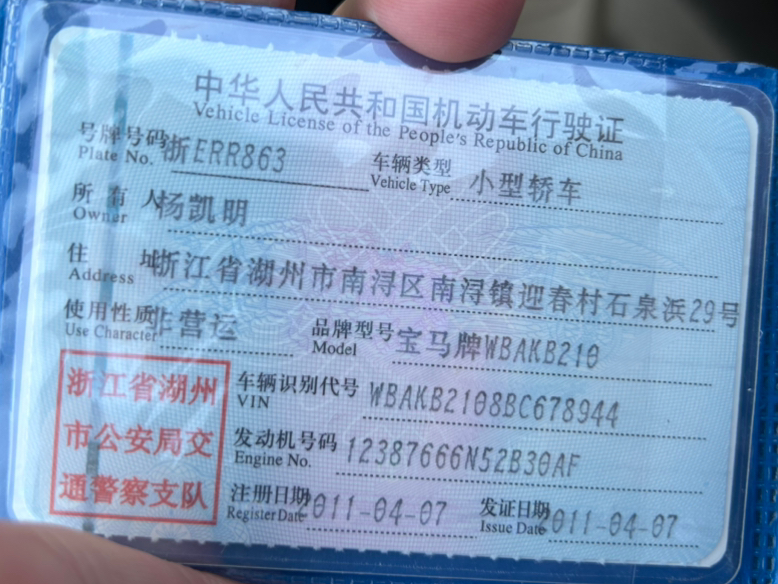 中华人民共和国机动车行驶证
Vehicle License of the People's Republic of China
号牌号码 浙ERR863 车辆类型 小型轿车
Plate No. Vehicle Type
所有人 杨凯明
Owner
住址 浙江省湖州市南浔区南浔镇迎春村石泉浜29号
Address
使用性质 非营运 品牌型号 宝马牌WBAKB210
Use Character Model
浙江省湖州
市公安局交
通警察支队
车辆识别代号 WBAKB2108BC678944
VIN
发动机号码 12387666N52B30AF
Engine No.
注册日期 2011-04-07 发证日期 2011-04-07
Register Date Issue Date